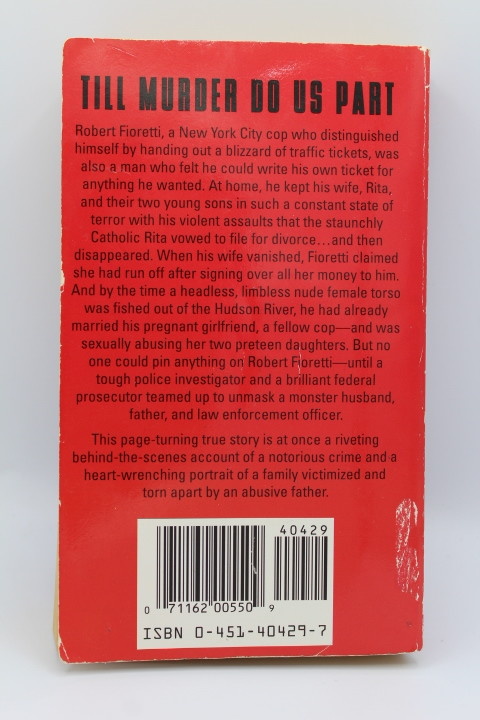 TILL MURDER DO US PART
Robert Fioretti, a New York City cop who distinguished
himself by handing out a blizzard of traffic tickets, was
also a man who felt he could write his own ticket for
anything he wanted. At home, he kept his wife, Rita,
and their two young sons in such a constant state of
terror with his violent assaults that the staunchly
Catholic Rita vowed to file for divorce...and then
disappeared. When his wife vanished, Fioretti claimed
she had run off after signing over all her money to him.
And by the time a headless, limbless nude female torso
was fished out of the Hudson River, he had already
married his pregnant girlfriend, a fellow cop—and was
sexually abusing her two preteen daughters. But no
one could pin anything on Robert Fioretti—until a
tough police investigator and a brilliant federal
prosecutor teamed up to unmask a monster husband,
father, and law enforcement officer.
This page-turning true story is at once a riveting
behind-the-scenes account of a notorious crime and a
heart-wrenching portrait of a family victimized and
torn apart by an abusive father.
40429
0 71162 00550 9
ISBN 0-451-40429-7